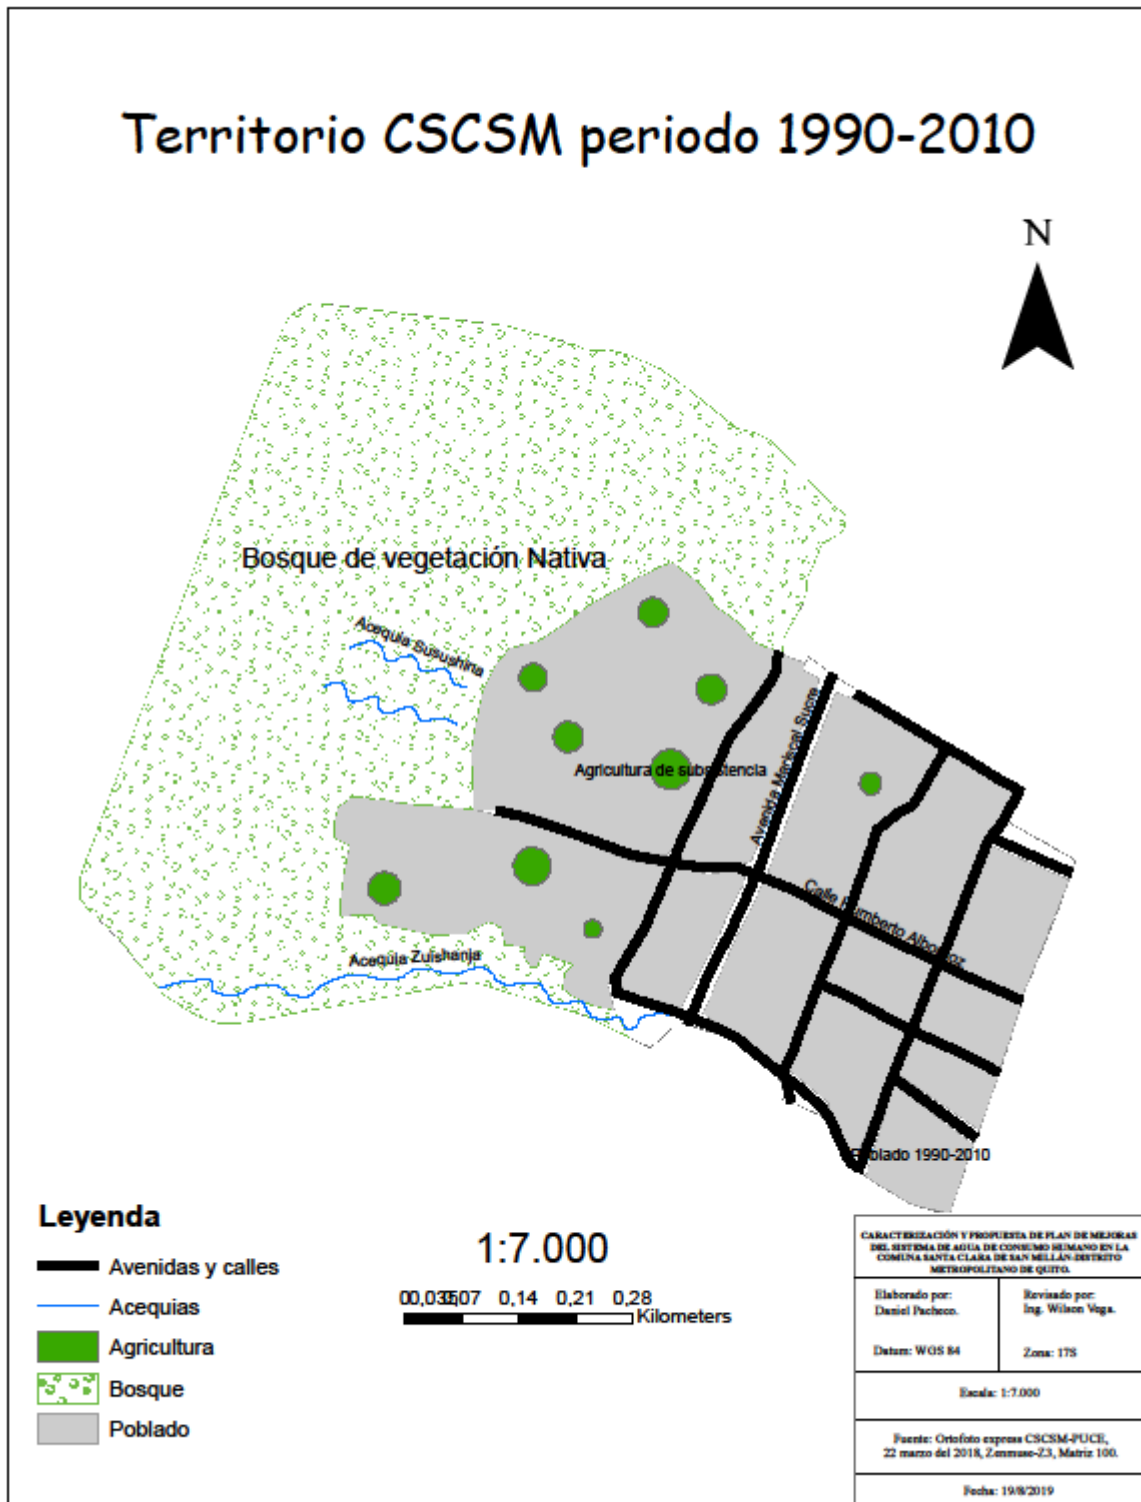 Territorio CSCSM periodo 1990-2010
N
Bosque de vegetación Nativa
Acequia Susushina
Agricultura de subsistencia
Avenida Mariscal Sucre
Calle Humberto Albornoz
Acequia Zuishanja
Poblado 1990-2010
Leyenda
Avenidas y calles
Acequias
Agricultura
Bosque
Poblado
1:7.000
0 0,035 0,07 0,14 0,21 0,28
Kilometers
CARACTERIZACIÓN Y PROPUESTA DE PLAN DE MEJORAS
DEL SISTEMA DE AGUA DE CONSUMO HUMANO EN LA
COMUNA SANTA CLARA DE SAN MILLÁN-DISTRITO
METROPOLITANO DE QUITO.
Elaborado por:
Daniel Pacheco.
Revisado por:
Ing. Wilson Vega.
Datum: WGS 84
Zona: 17S
Escala: 1:7.000
Fuente: Ortofoto express CSCSM-PUCE,
22 marzo del 2018, Zenmuse-Z3, Matriz 100.
Fecha: 19/8/2019